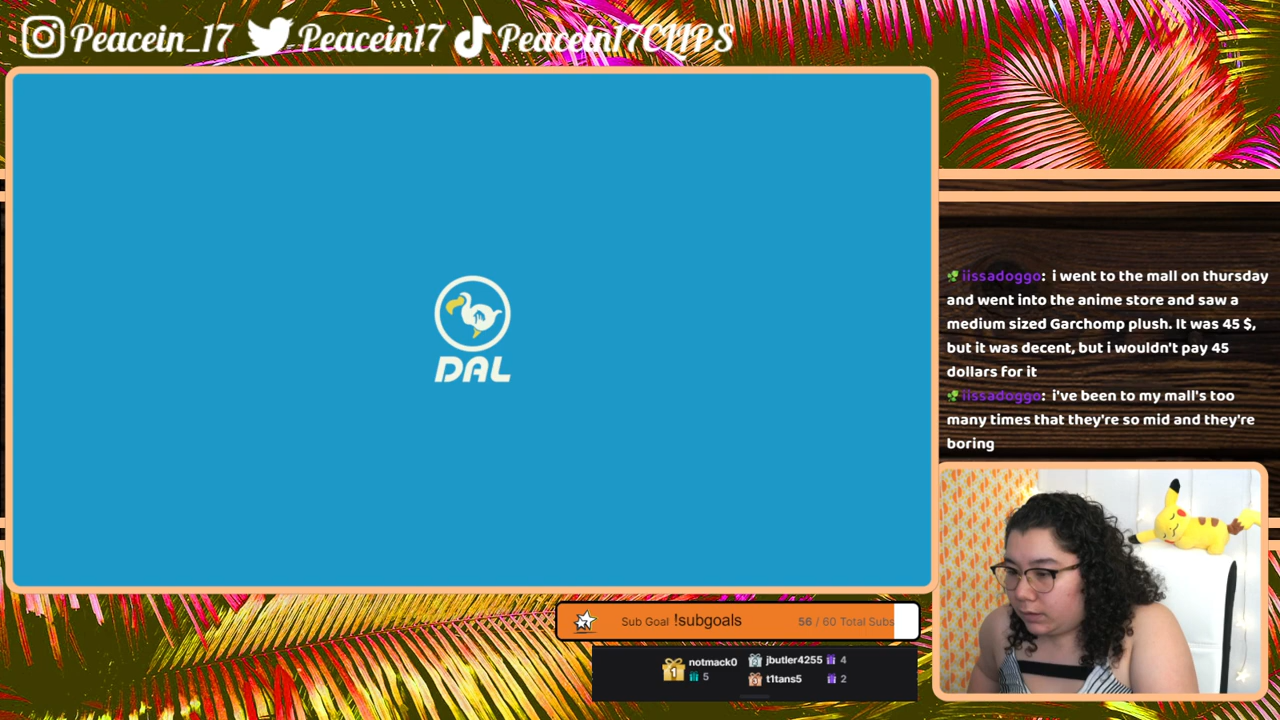 Peacein_17 Peacein17 Peacein17ClIPS
DAL
iissadoggo: i went to the mall on thursday
and went into the anime store and saw a
medium sized Garchomp plush. It was 45 $,
but it was decent, but i wouldn't pay 45
dollars for it
iissadoggo: i've been to my mall's too
many times that they're so mid and they're
boring
Sub Goal !subgoals 56 / 60 Total Subs
1 notmack0 5
2 jbutler4255 4
3 t1tans5 2